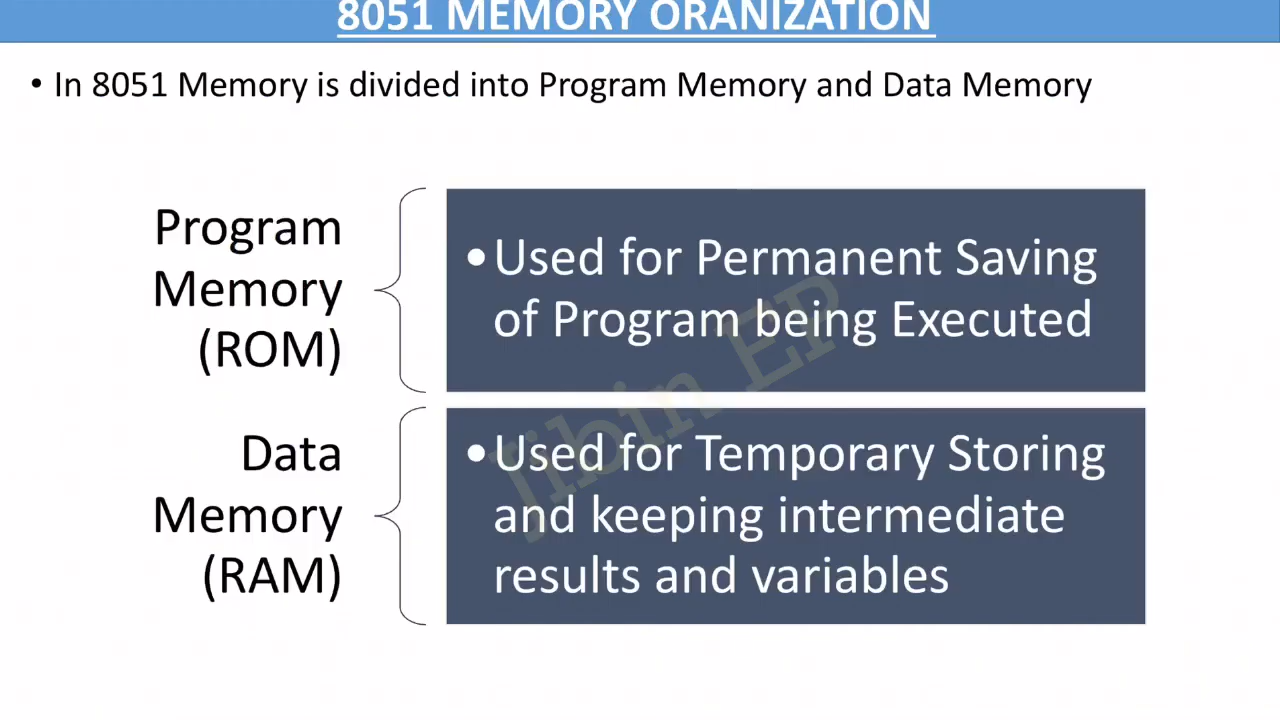 8051 MEMORY ORANIZATION
• In 8051 Memory is divided into Program Memory and Data Memory
Program
Memory
(ROM)
•Used for Permanent Saving
of Program being Executed
Data
Memory
(RAM)
•Used for Temporary Storing
and keeping intermediate
results and variables
Jibin EP